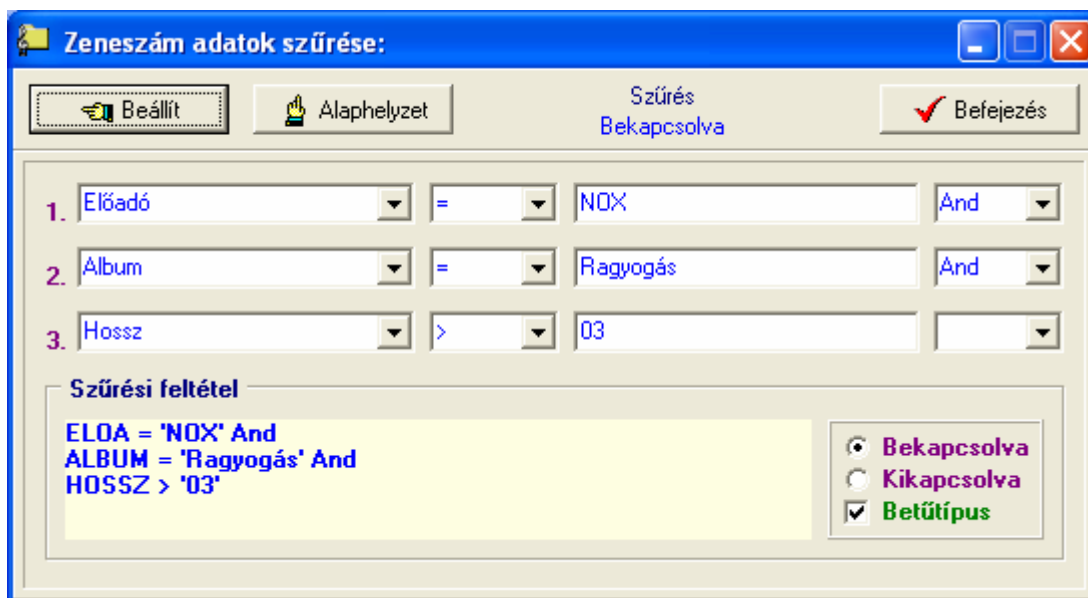 Zeneszám adatok szűrése:
Beállít
Alaphelyzet
Szűrés
Bekapcsolva
Befejezés
1. Előadó = NOX And
2. Album = Ragyogás And
3. Hossz > 03
Szűrési feltétel
ELOA = 'NOX' And
ALBUM = 'Ragyogás' And
HOSSZ > '03'
Bekapcsolva
Kikapcsolva
Betűtípus